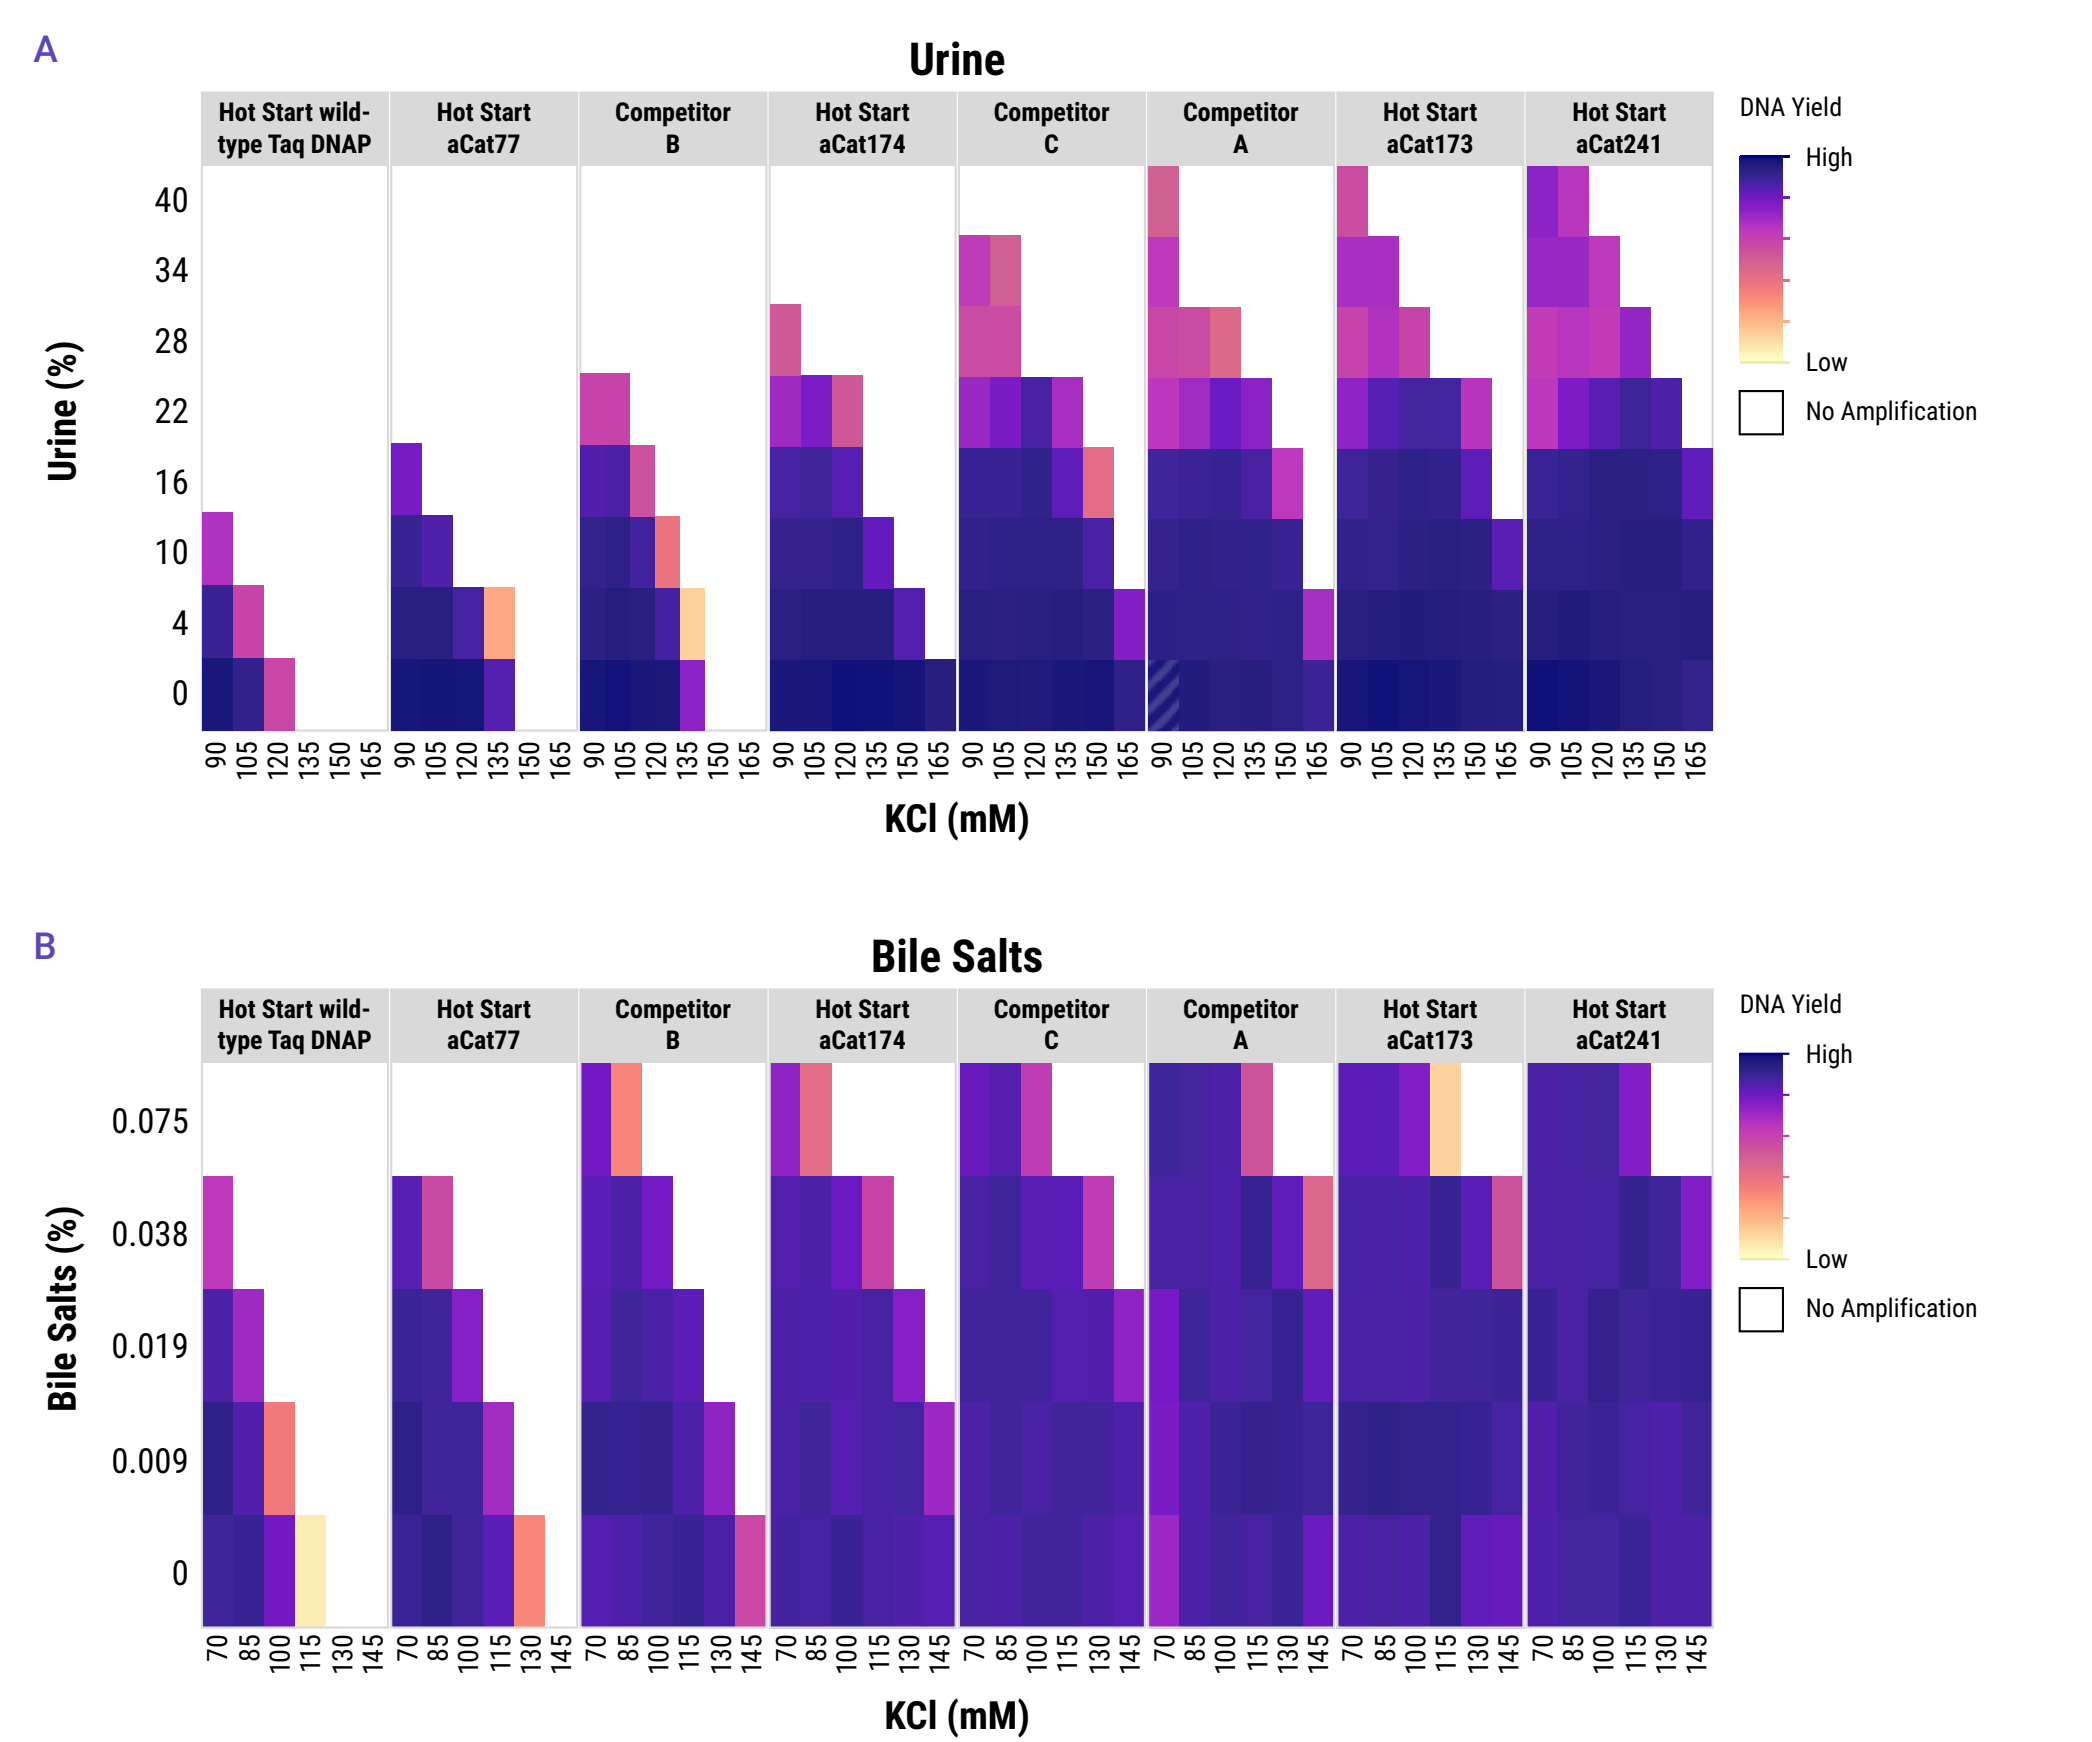 A
Urine
Hot Start wild-
type Taq DNAP
Hot Start
aCat77
Competitor
B
Hot Start
aCat174
Competitor
C
Competitor
A
Hot Start
aCat173
Hot Start
aCat241
DNA Yield
High
Low
No Amplification
Urine (%)
40
34
28
22
16
10
4
0
90 105 120 135 150 165
90 105 120 135 150 165
90 105 120 135 150 165
90 105 120 135 150 165
90 105 120 135 150 165
90 105 120 135 150 165
90 105 120 135 150 165
90 105 120 135 150 165
KCl (mM)
B
Bile Salts
Hot Start wild-
type Taq DNAP
Hot Start
aCat77
Competitor
B
Hot Start
aCat174
Competitor
C
Competitor
A
Hot Start
aCat173
Hot Start
aCat241
DNA Yield
High
Low
No Amplification
Bile Salts (%)
0.075
0.038
0.019
0.009
0
70 85 100 115 130 145
70 85 100 115 130 145
70 85 100 115 130 145
70 85 100 115 130 145
70 85 100 115 130 145
70 85 100 115 130 145
70 85 100 115 130 145
70 85 100 115 130 145
KCl (mM)